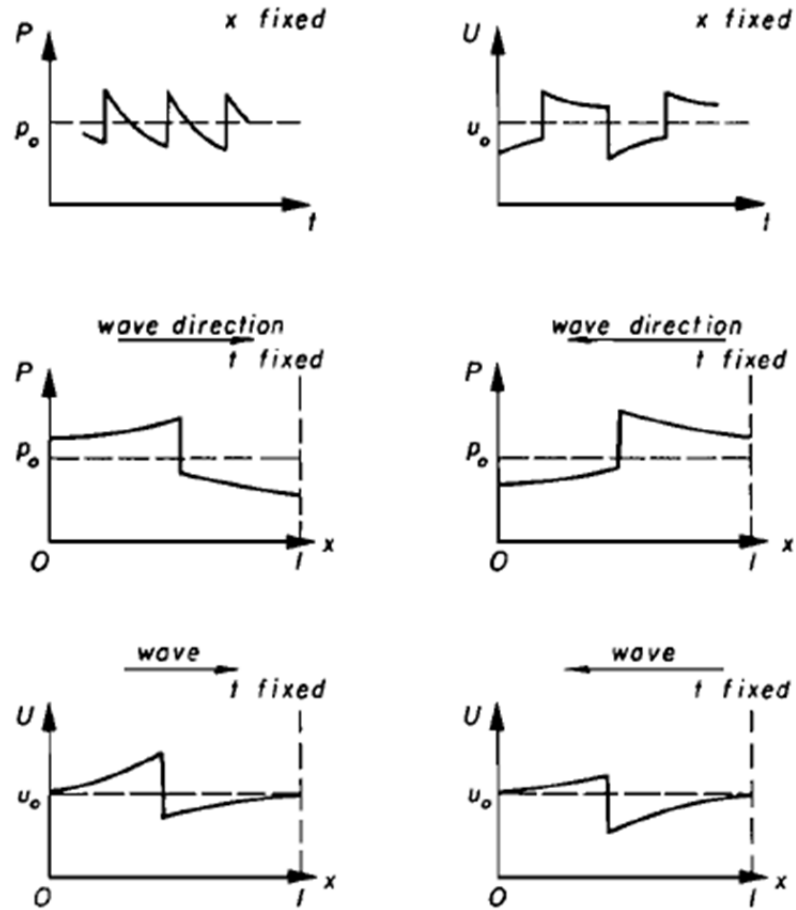 P x fixed
p₀
t
U x fixed
u₀
t
wave direction
t fixed
P
p₀
O l x
wave direction
t fixed
P
p₀
O l x
wave
t fixed
U
u₀
O l x
wave
t fixed
U
u₀
O l x